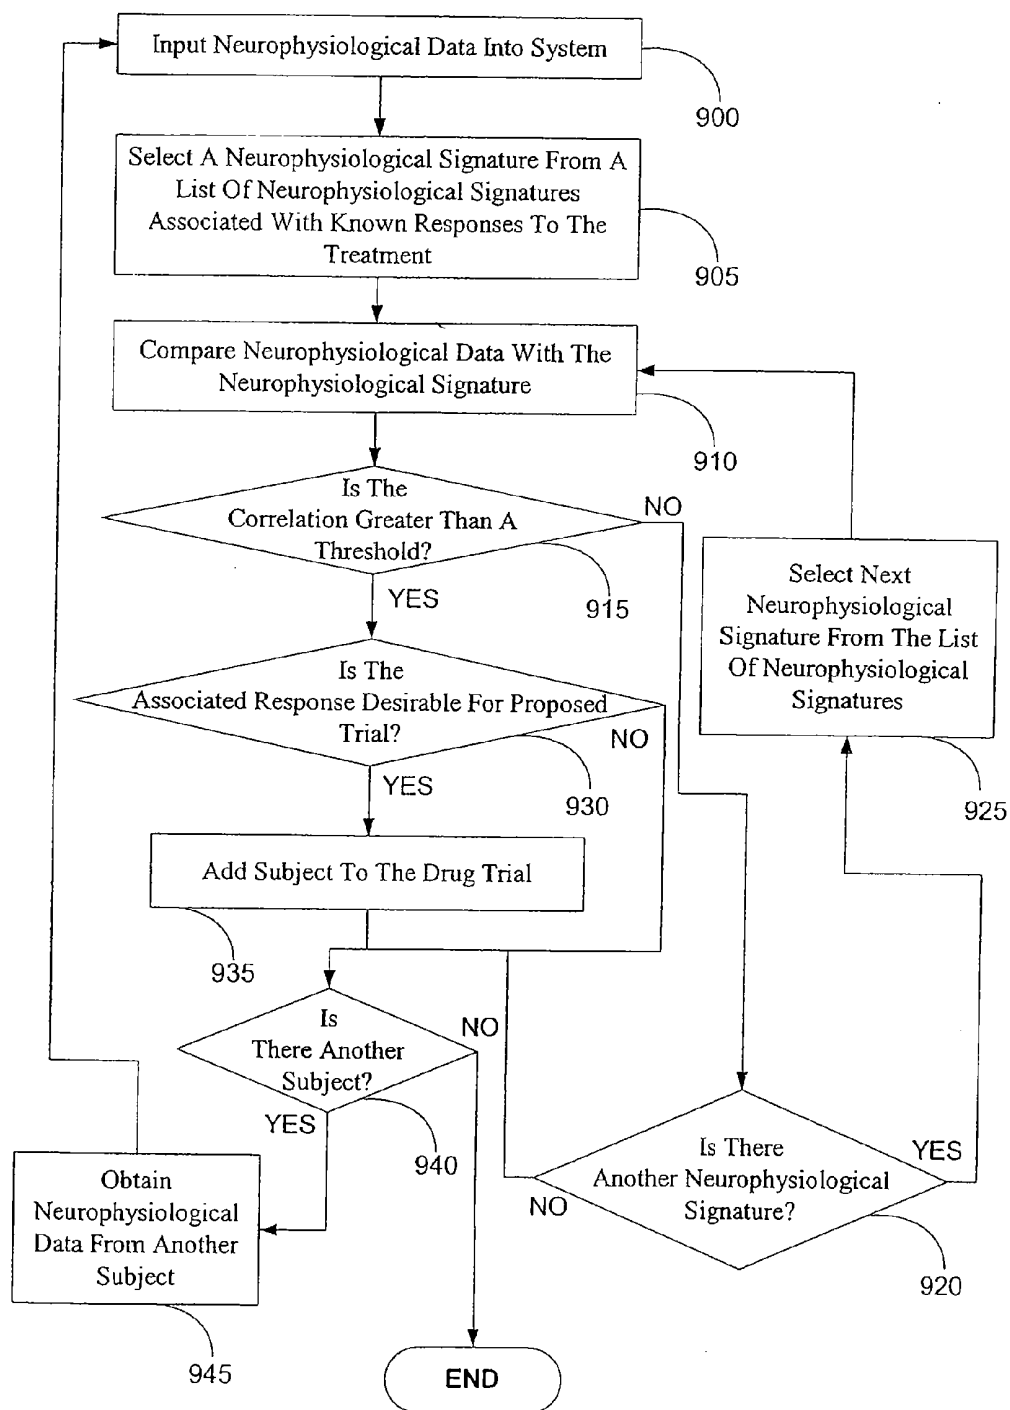 Input Neurophysiological Data Into System
900
Select A Neurophysiological Signature From A
List Of Neurophysiological Signatures
Associated With Known Responses To The
Treatment
905
Compare Neurophysiological Data With The
Neurophysiological Signature
910
Is The
Correlation Greater Than A
Threshold?
NO
915
YES
Select Next
Neurophysiological
Signature From The List
Of Neurophysiological
Signatures
925
Is The
Associated Response Desirable For Proposed
Trial?
NO
930
YES
Add Subject To The Drug Trial
935
Is
There Another
Subject?
NO
YES
940
Is There
Another Neurophysiological
Signature?
YES
NO
920
Obtain
Neurophysiological
Data From Another
Subject
945
END